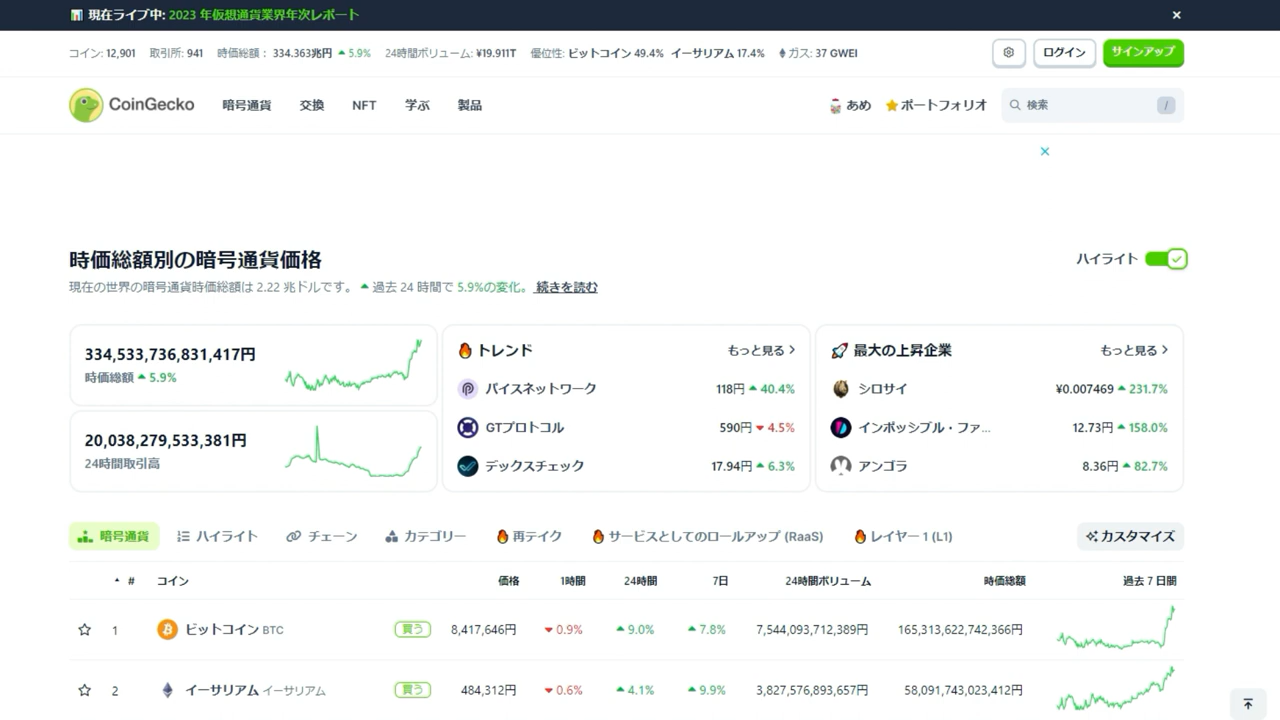 現在ライブ中: 2023 年仮想通貨業界年次レポート
コイン: 12,901 取引所: 941 時価総額： 334.363兆円 5.9% 24時間ボリューム: ¥19.911T 優位性: ビットコイン 49.4% イーサリアム 17.4% ガス: 37 GWEI ログイン サインアップ
CoinGecko 暗号通貨 交換 NFT 学ぶ 製品 あめ ポートフォリオ 検索 /
時価総額別の暗号通貨価格 ハイライト
現在の世界の暗号通貨時価総額は 2.22 兆ドルです。 過去 24 時間で 5.9%の変化。 続きを読む
334,533,736,831,417円
時価総額 5.9%
20,038,279,533,381円
24時間取引高
トレンド もっと見る
バイスネットワーク 118円 40.4%
GTプロトコル 590円 4.5%
デックスチェック 17.94円 6.3%
最大の上昇企業 もっと見る
シロサイ ¥0.007469 231.7%
インポッシブル・ファ... 12.73円 158.0%
アンゴラ 8.36円 82.7%
暗号通貨 ハイライト チェーン カテゴリー 再テイク サービスとしてのロールアップ (RaaS) レイヤー 1 (L1) カスタマイズ
# コイン 価格 1時間 24時間 7日 24時間ボリューム 時価総額 過去 7 日間
1 ビットコイン BTC 買う 8,417,646円 0.9% 9.0% 7.8% 7,544,093,712,389円 165,313,622,742,366円
2 イーサリアム イーサリアム 買う 484,312円 0.6% 4.1% 9.9% 3,827,576,893,657円 58,091,743,023,412円